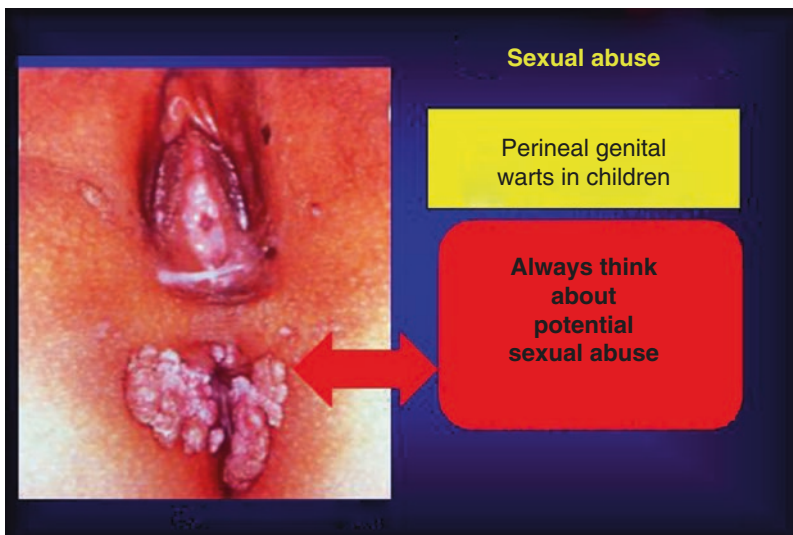 Sexual abuse
Perineal genital
warts in children
Always think
about
potential
sexual abuse